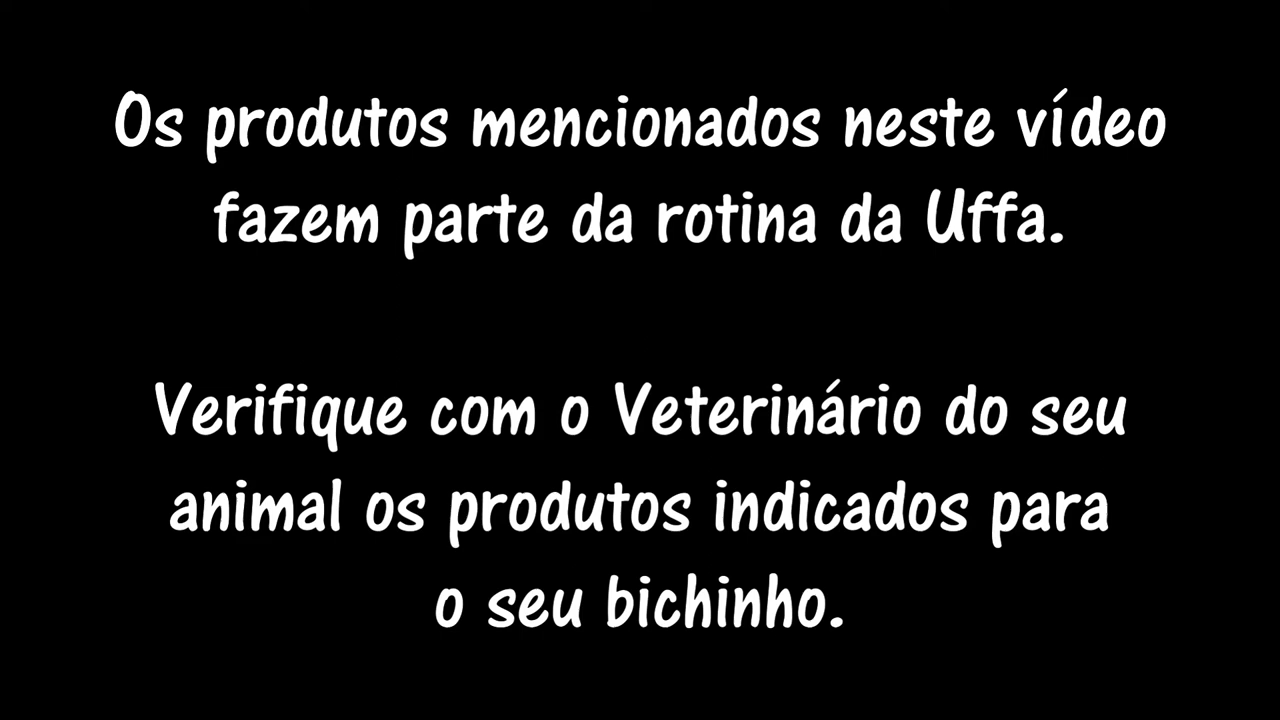 Os produtos mencionados neste vídeo
fazem parte da rotina da Uffa.
Verifique com o Veterinário do seu
animal os produtos indicados para
o seu bichinho.